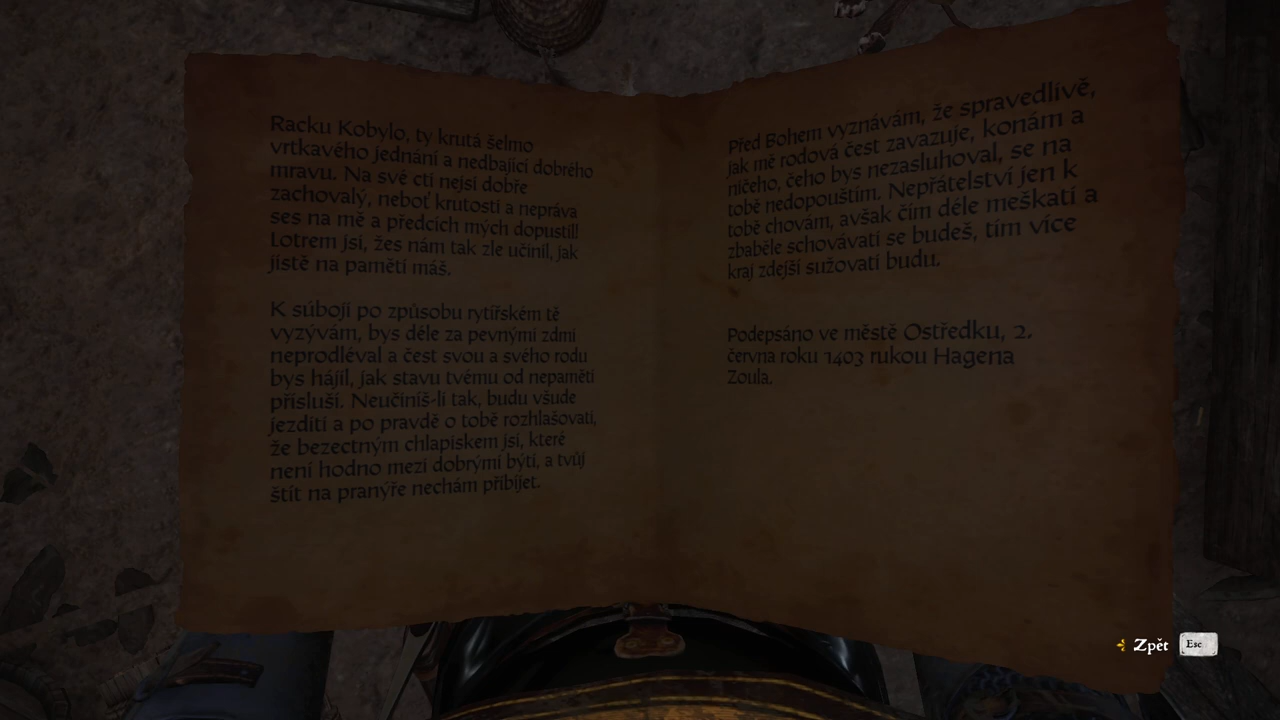 Racku Kobylo, ty krutá šelmo
vrtkavého jednání a nedbající dobrého
mravu. Na své cti nejsi dobře
zachovalý, neboť krutosti a nepráva
ses na mě a předcích mých dopustil!
Lotrem jsi, žes nám tak zle učinil, jak
jistě na paměti máš.
K súboji po způsobu rytířském tě
vyzývám, bys déle za pevnými zdmi
neprodléval a čest svou a svého rodu
bys hájil, jak stavu tvému od nepaměti
přísluší. Neučiníš-li tak, budu všude
jezditi a po pravdě o tobě rozhlašovati,
že bezectným chlapiskem jsi, které
není hodno mezi dobrými býti, a tvůj
štít na pranýře nechám přibíjet.
Před Bohem vyznávám, že spravedlivě,
jak mě rodová čest zavazuje, konám a
ničeho, čeho bys nezasluhoval, se na
tobě nedopouštím. Nepřátelství jen k
tobě chovám, avšak čím déle meškati a
zbaběle schovávati se budeš, tím více
kraj zdejší sužovati budu.
Podepsáno ve městě Ostředku, 2.
června roku 1403 rukou Hagena
Zoula.
Zpět Esc